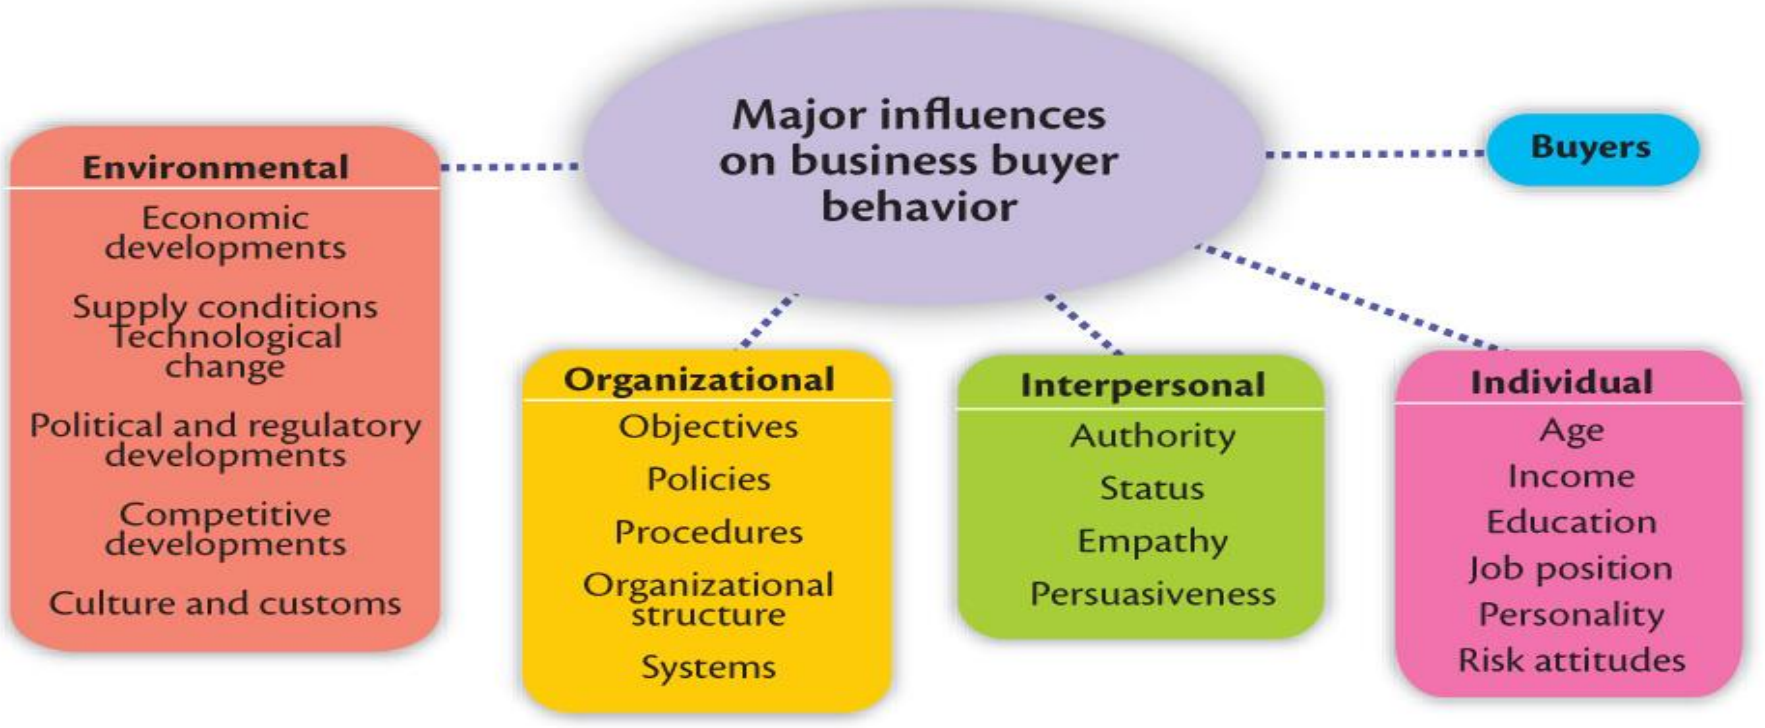 Major influences
on business buyer
behavior
Buyers
Environmental
Economic
developments
Supply conditions
Technological
change
Political and regulatory
developments
Competitive
developments
Culture and customs
Organizational
Objectives
Policies
Procedures
Organizational
structure
Systems
Interpersonal
Authority
Status
Empathy
Persuasiveness
Individual
Age
Income
Education
Job position
Personality
Risk attitudes